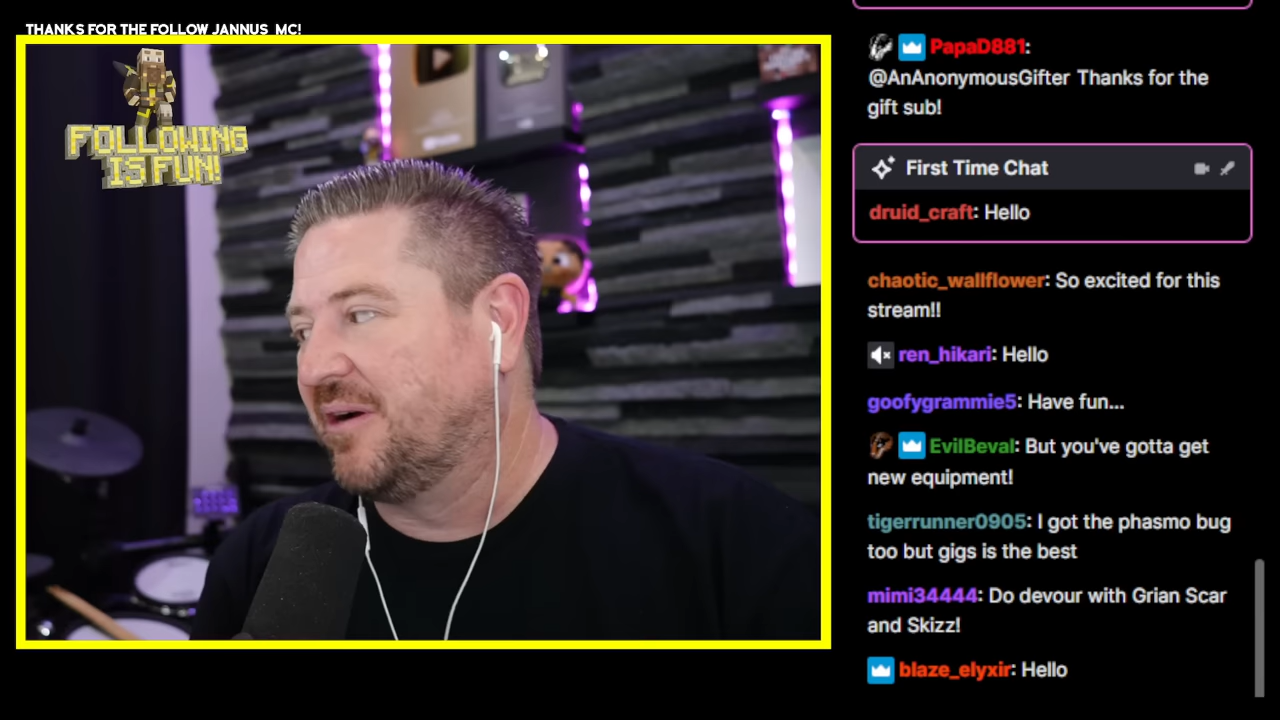 THANKS FOR THE FOLLOW JANNUS_MC!
FOLLOWING
IS FUN!
PapaD881:
@AnAnonymousGifter Thanks for the
gift sub!
First Time Chat
druid_craft: Hello
chaotic_wallflower: So excited for this
stream!!
ren_hikari: Hello
goofygrammie5: Have fun...
EvilBeval: But you've gotta get
new equipment!
tigerrunner0905: I got the phasmo bug
too but gigs is the best
mimi34444: Do devour with Grian Scar
and Skizz!
blaze_elyxir: Hello